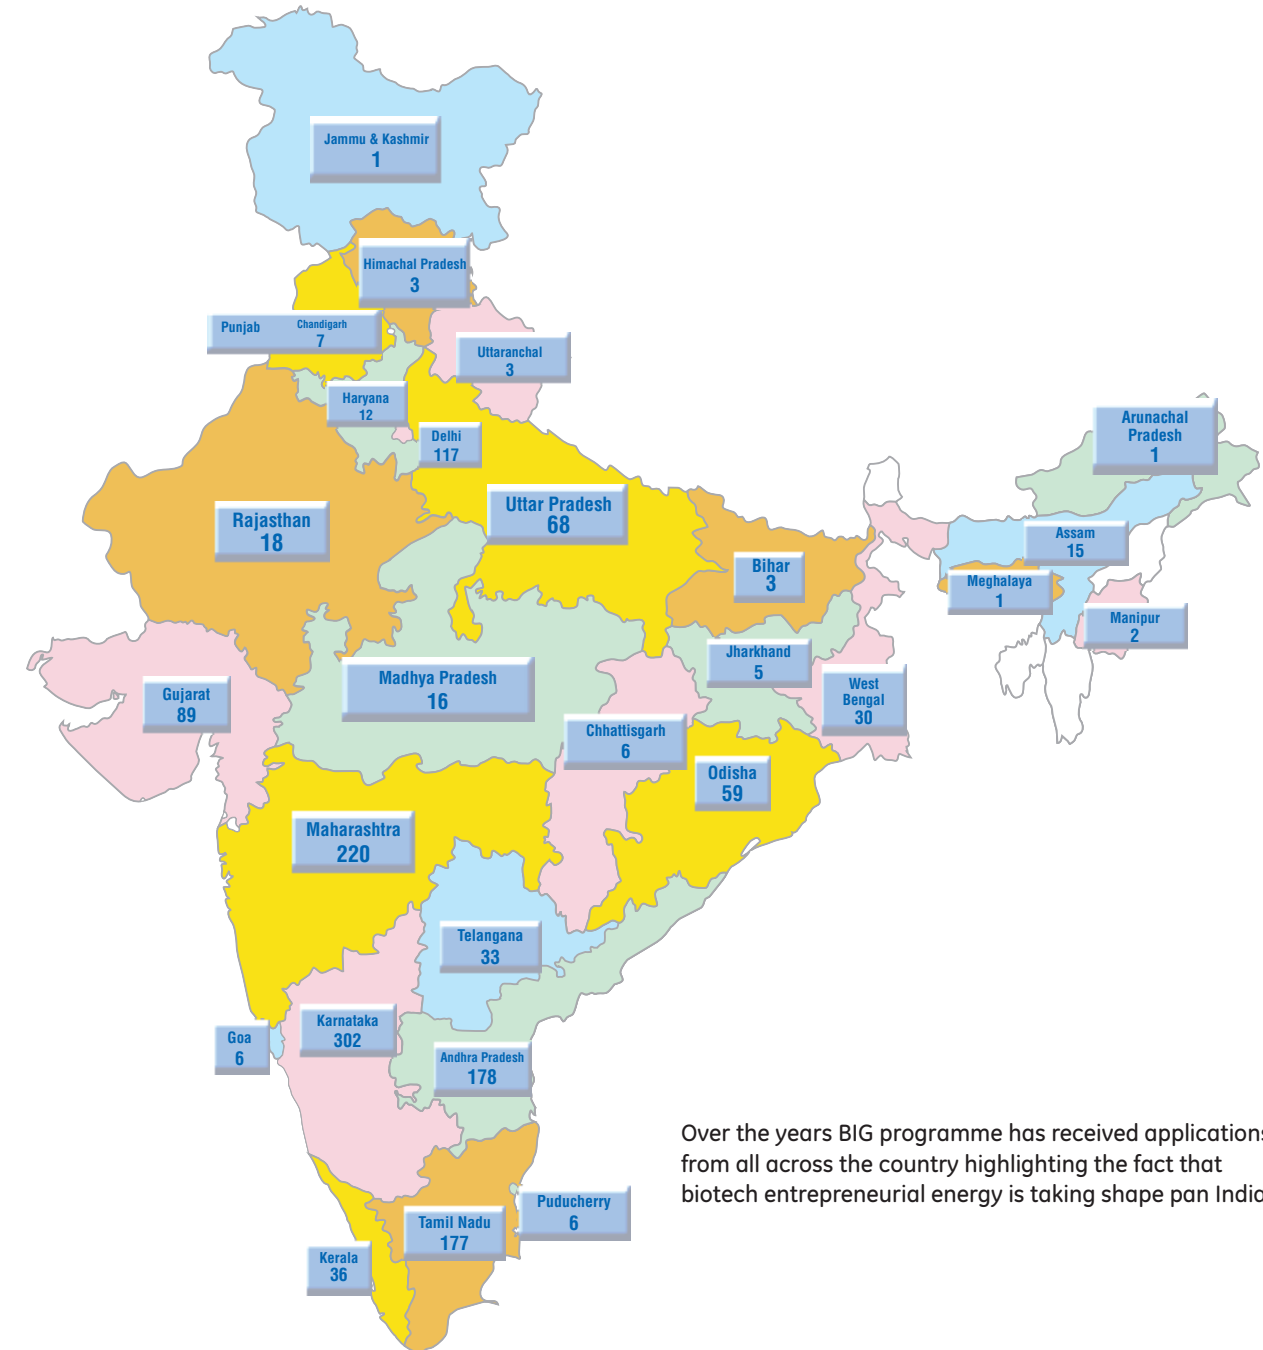 Jammu & Kashmir
1
Himachal Pradesh
3
Punjab
Chandigarh
7
Uttaranchal
3
Haryana
12
Delhi
117
Arunachal
Pradesh
1
Rajasthan
18
Uttar Pradesh
68
Assam
15
Bihar
3
Meghalaya
1
Manipur
2
Jharkhand
5
Gujarat
89
Madhya Pradesh
16
West
Bengal
30
Chhattisgarh
6
Odisha
59
Maharashtra
220
Telangana
33
Karnataka
302
Goa
6
Andhra Pradesh
178
Over the years BIG programme has received applications
from all across the country highlighting the fact that
biotech entrepreneurial energy is taking shape pan India
Puducherry
6
Tamil Nadu
177
Kerala
36